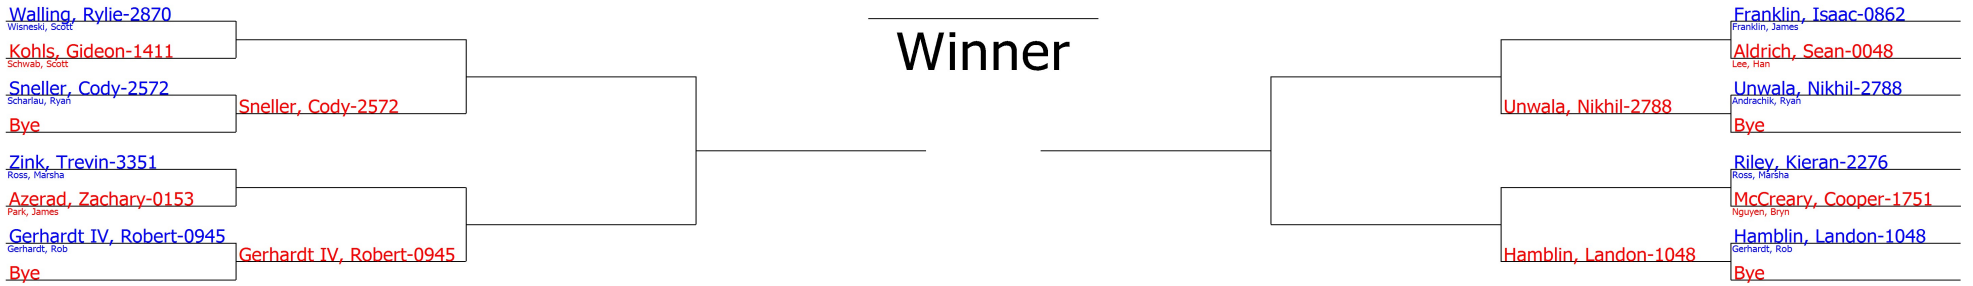 Walling, Rylie-2870
Wisneski, Scott
Kohls, Gideon-1411
Schwab, Scott
Sneller, Cody-2572
Scharlau, Ryan
Bye
Sneller, Cody-2572
Zink, Trevin-3351
Ross, Marsha
Azerad, Zachary-0153
Park, James
Gerhardt IV, Robert-0945
Gerhardt, Rob
Bye
Gerhardt IV, Robert-0945
Winner
Franklin, Isaac-0862
Franklin, James
Aldrich, Sean-0048
Lee, Han
Unwala, Nikhil-2788
Andrachik, Ryan
Bye
Unwala, Nikhil-2788
Riley, Kieran-2276
Ross, Marsha
McCreary, Cooper-1751
Nguyen, Bryn
Hamblin, Landon-1048
Gerhardt, Rob
Bye
Hamblin, Landon-1048